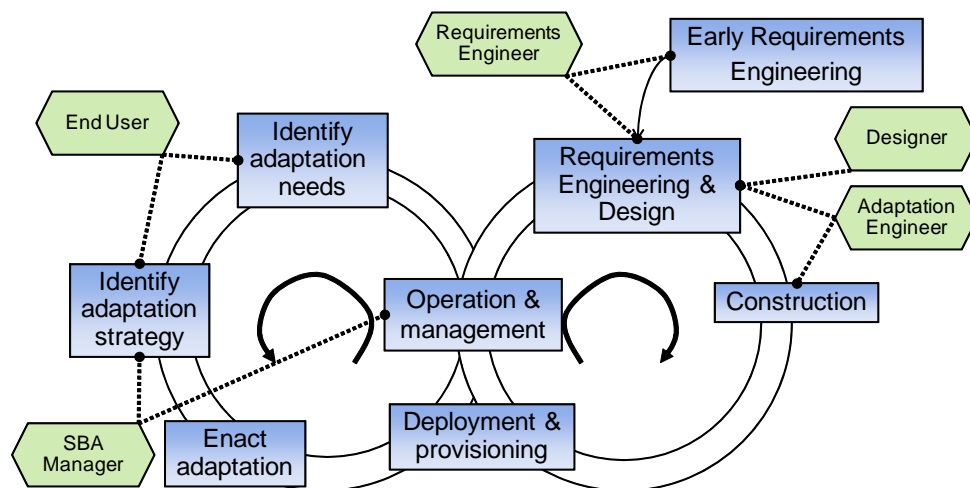 Requirements
Engineer
Early Requirements
Engineering
End User
Identify
adaptation
needs
Requirements
Engineering &
Design
Designer
Adaptation
Engineer
Identify
adaptation
strategy
Operation &
management
Construction
SBA
Manager
Enact
adaptation
Deployment &
provisioning